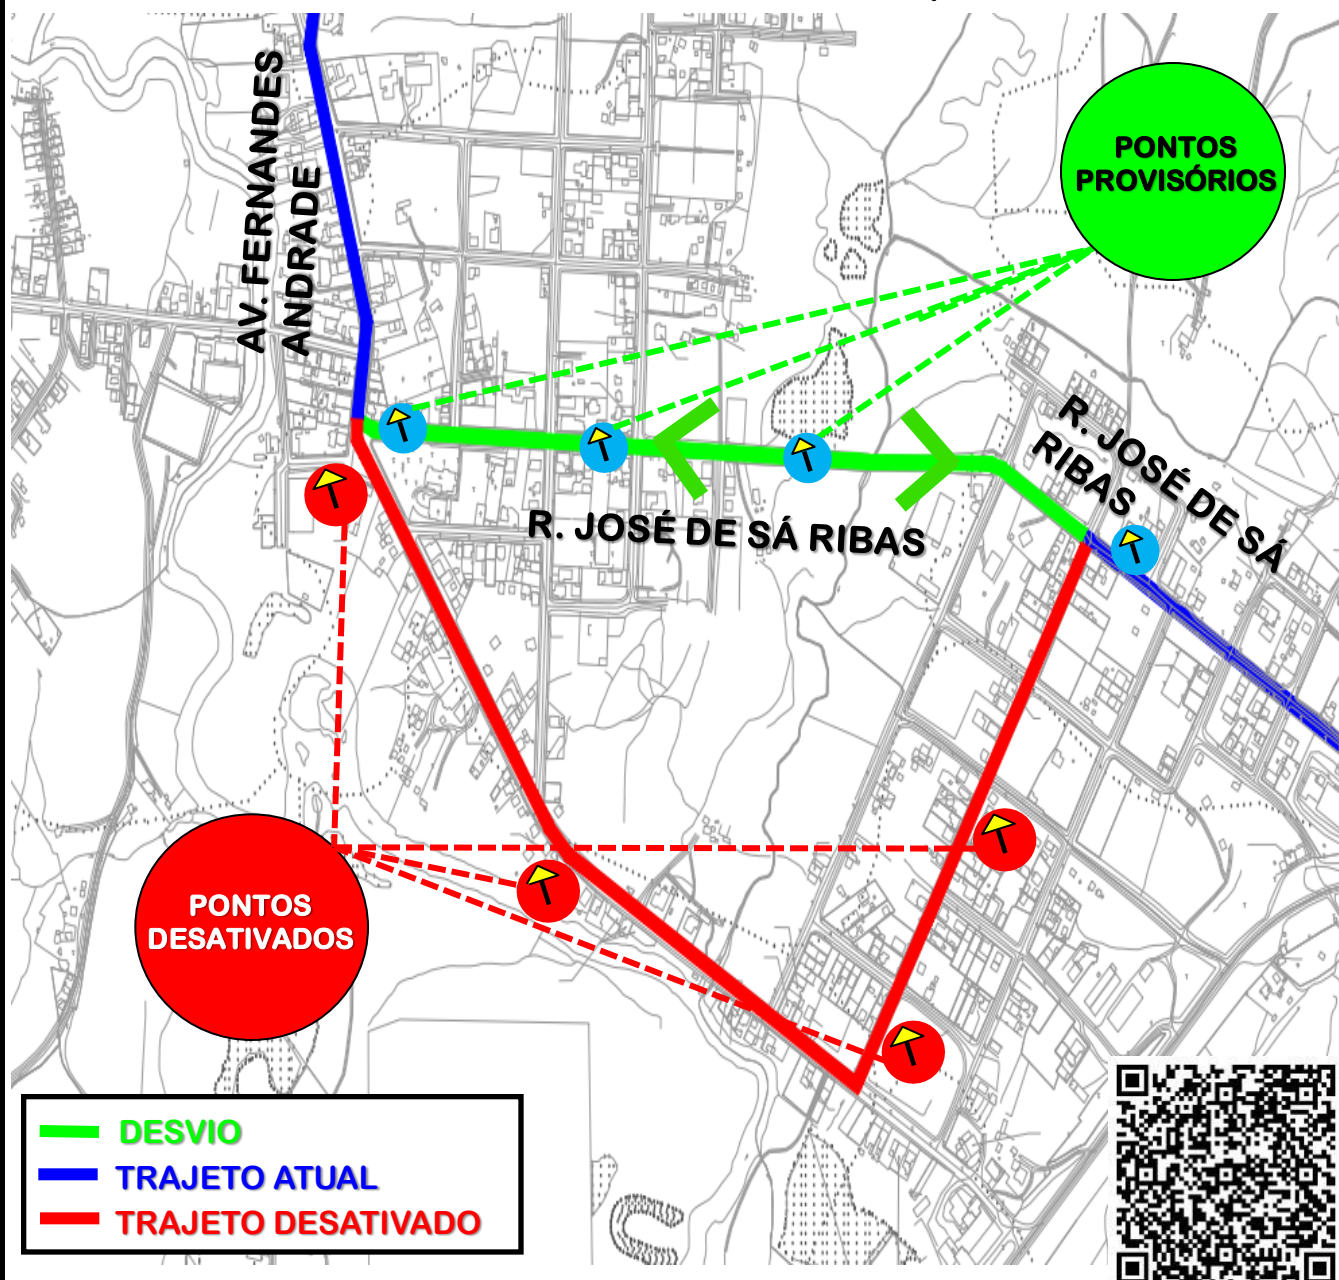 AV. FERNANDES
ANDRADE
PONTOS
PROVISÓRIOS
R. JOSÉ DE SÁ
RIBAS
R. JOSÉ DE SÁ RIBAS
PONTOS
DESATIVADOS
DESVIO
TRAJETO ATUAL
TRAJETO DESATIVADO